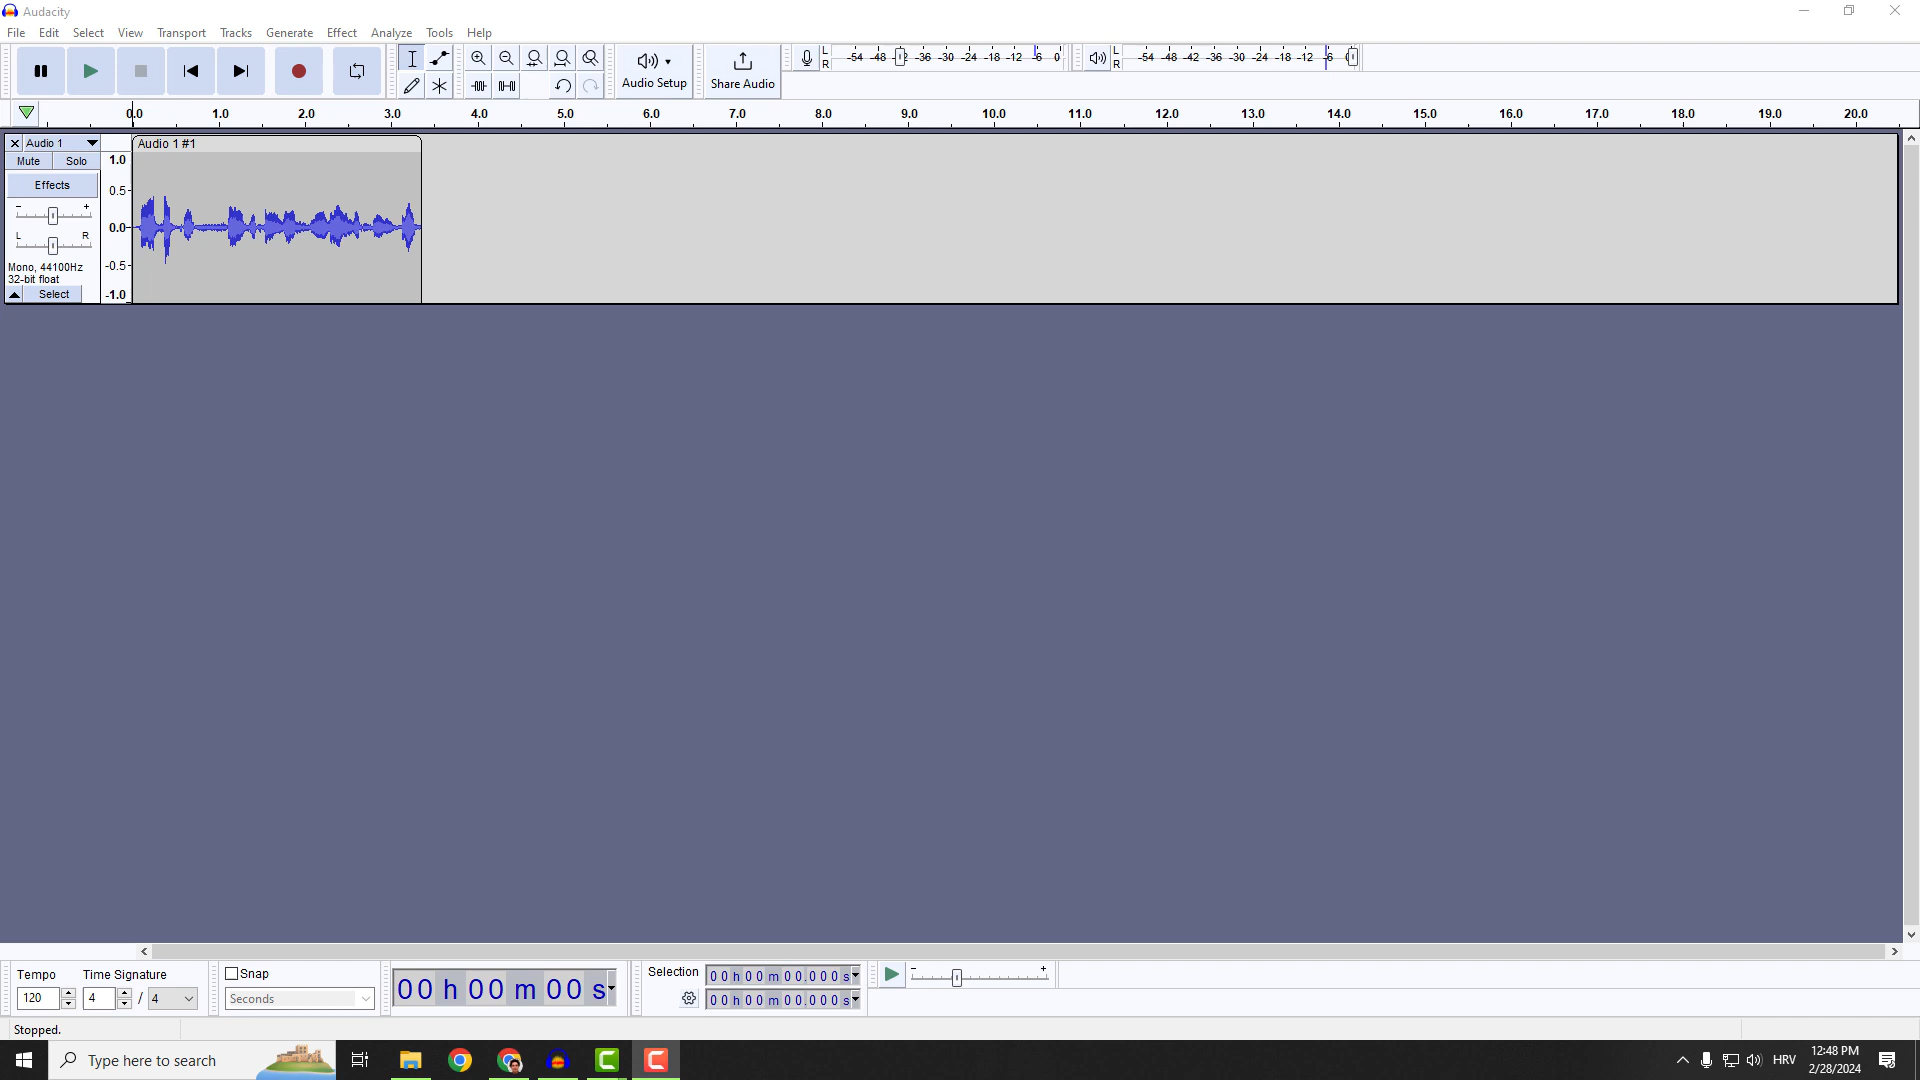 Audacity
File Edit Select View Transport Tracks Generate Effect Analyze Tools Help
Audio Setup
Share Audio
L
R
-54 -48 -36 -30 -24 -18 -12 -6 0
L
R
-54 -48 -42 -36 -30 -24 -18 -12 -6
0.0 1.0 2.0 3.0 4.0 5.0 6.0 7.0 8.0 9.0 10.0 11.0 12.0 13.0 14.0 15.0 16.0 17.0 18.0 19.0 20.0
Audio 1
Audio 1 #1
Mute Solo
Effects
- +
L R
Mono, 44100Hz
32-bit float
Select
1.0
0.5
0.0
-0.5
-1.0
Tempo
120
Time Signature
4 / 4
Snap
Seconds
00 h 00 m 00 s
Selection
00 h 00 m 00.000 s
00 h 00 m 00.000 s
- +
Stopped.
Type here to search
HRV
12:48 PM
2/28/2024